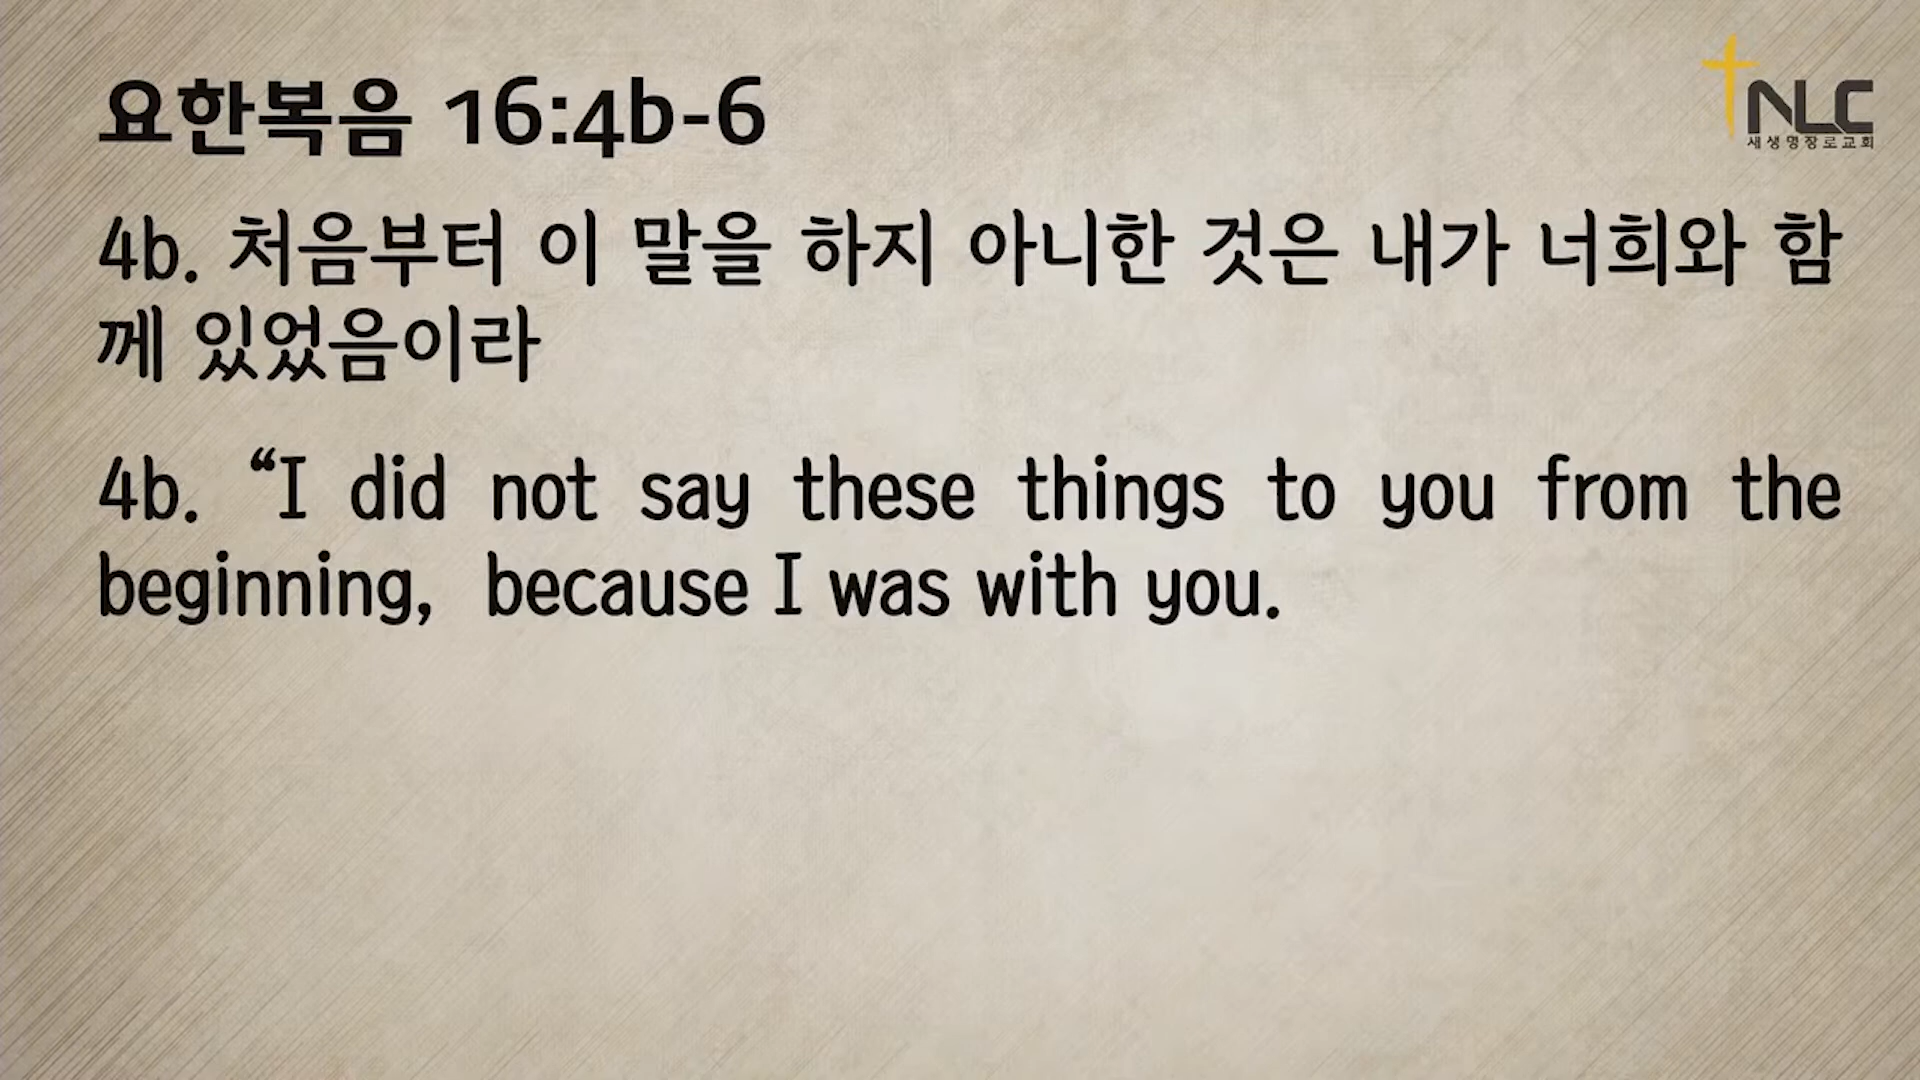 요한복음 16:4b-6
NLC
새생명장로교회
4b. 처음부터 이 말을 하지 아니한 것은 내가 너희와 함
께 있었음이라
4b. “I did not say these things to you from the
beginning, because I was with you.